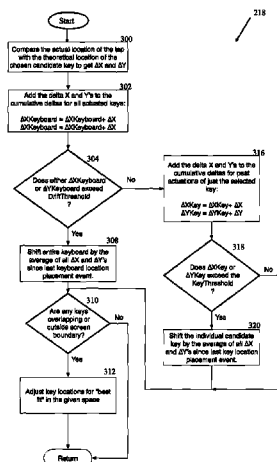 218
Start
300
Compare the actual location of the tap
with the theoretical location of the
chosen candidate key to get ΔX and ΔY
302
Add the delta X and Y's to the
cumulative deltas for all actuated keys:
ΔXKeyboard = ΔXKeyboard+ ΔX
ΔXKeyboard = ΔXKeyboard+ ΔX
304
Does either ΔXKeyboard
or ΔYKeyboard exceed
DriftThreshold
?
No
Yes
316
Add the delta X and Y's to the
cumulative deltas for past
actuations of just the selected
key:
ΔXKey = ΔXKey+ ΔX
ΔYKey = ΔYKey+ ΔY
308
Shift entire keyboard by the
average of all ΔX and ΔY's
since last keyboard location
placement event.
318
Does ΔXKey or
ΔYKey exceed the
KeyThreshold
?
No
Yes
310
Are any keys
overlapping or
outside screen
boundary?
No
Yes
320
Shift the individual candidate
key by the average of all ΔX
and ΔY's since last key location
placement event.
312
Adjust key locations for "best
fit" in the given space
Return